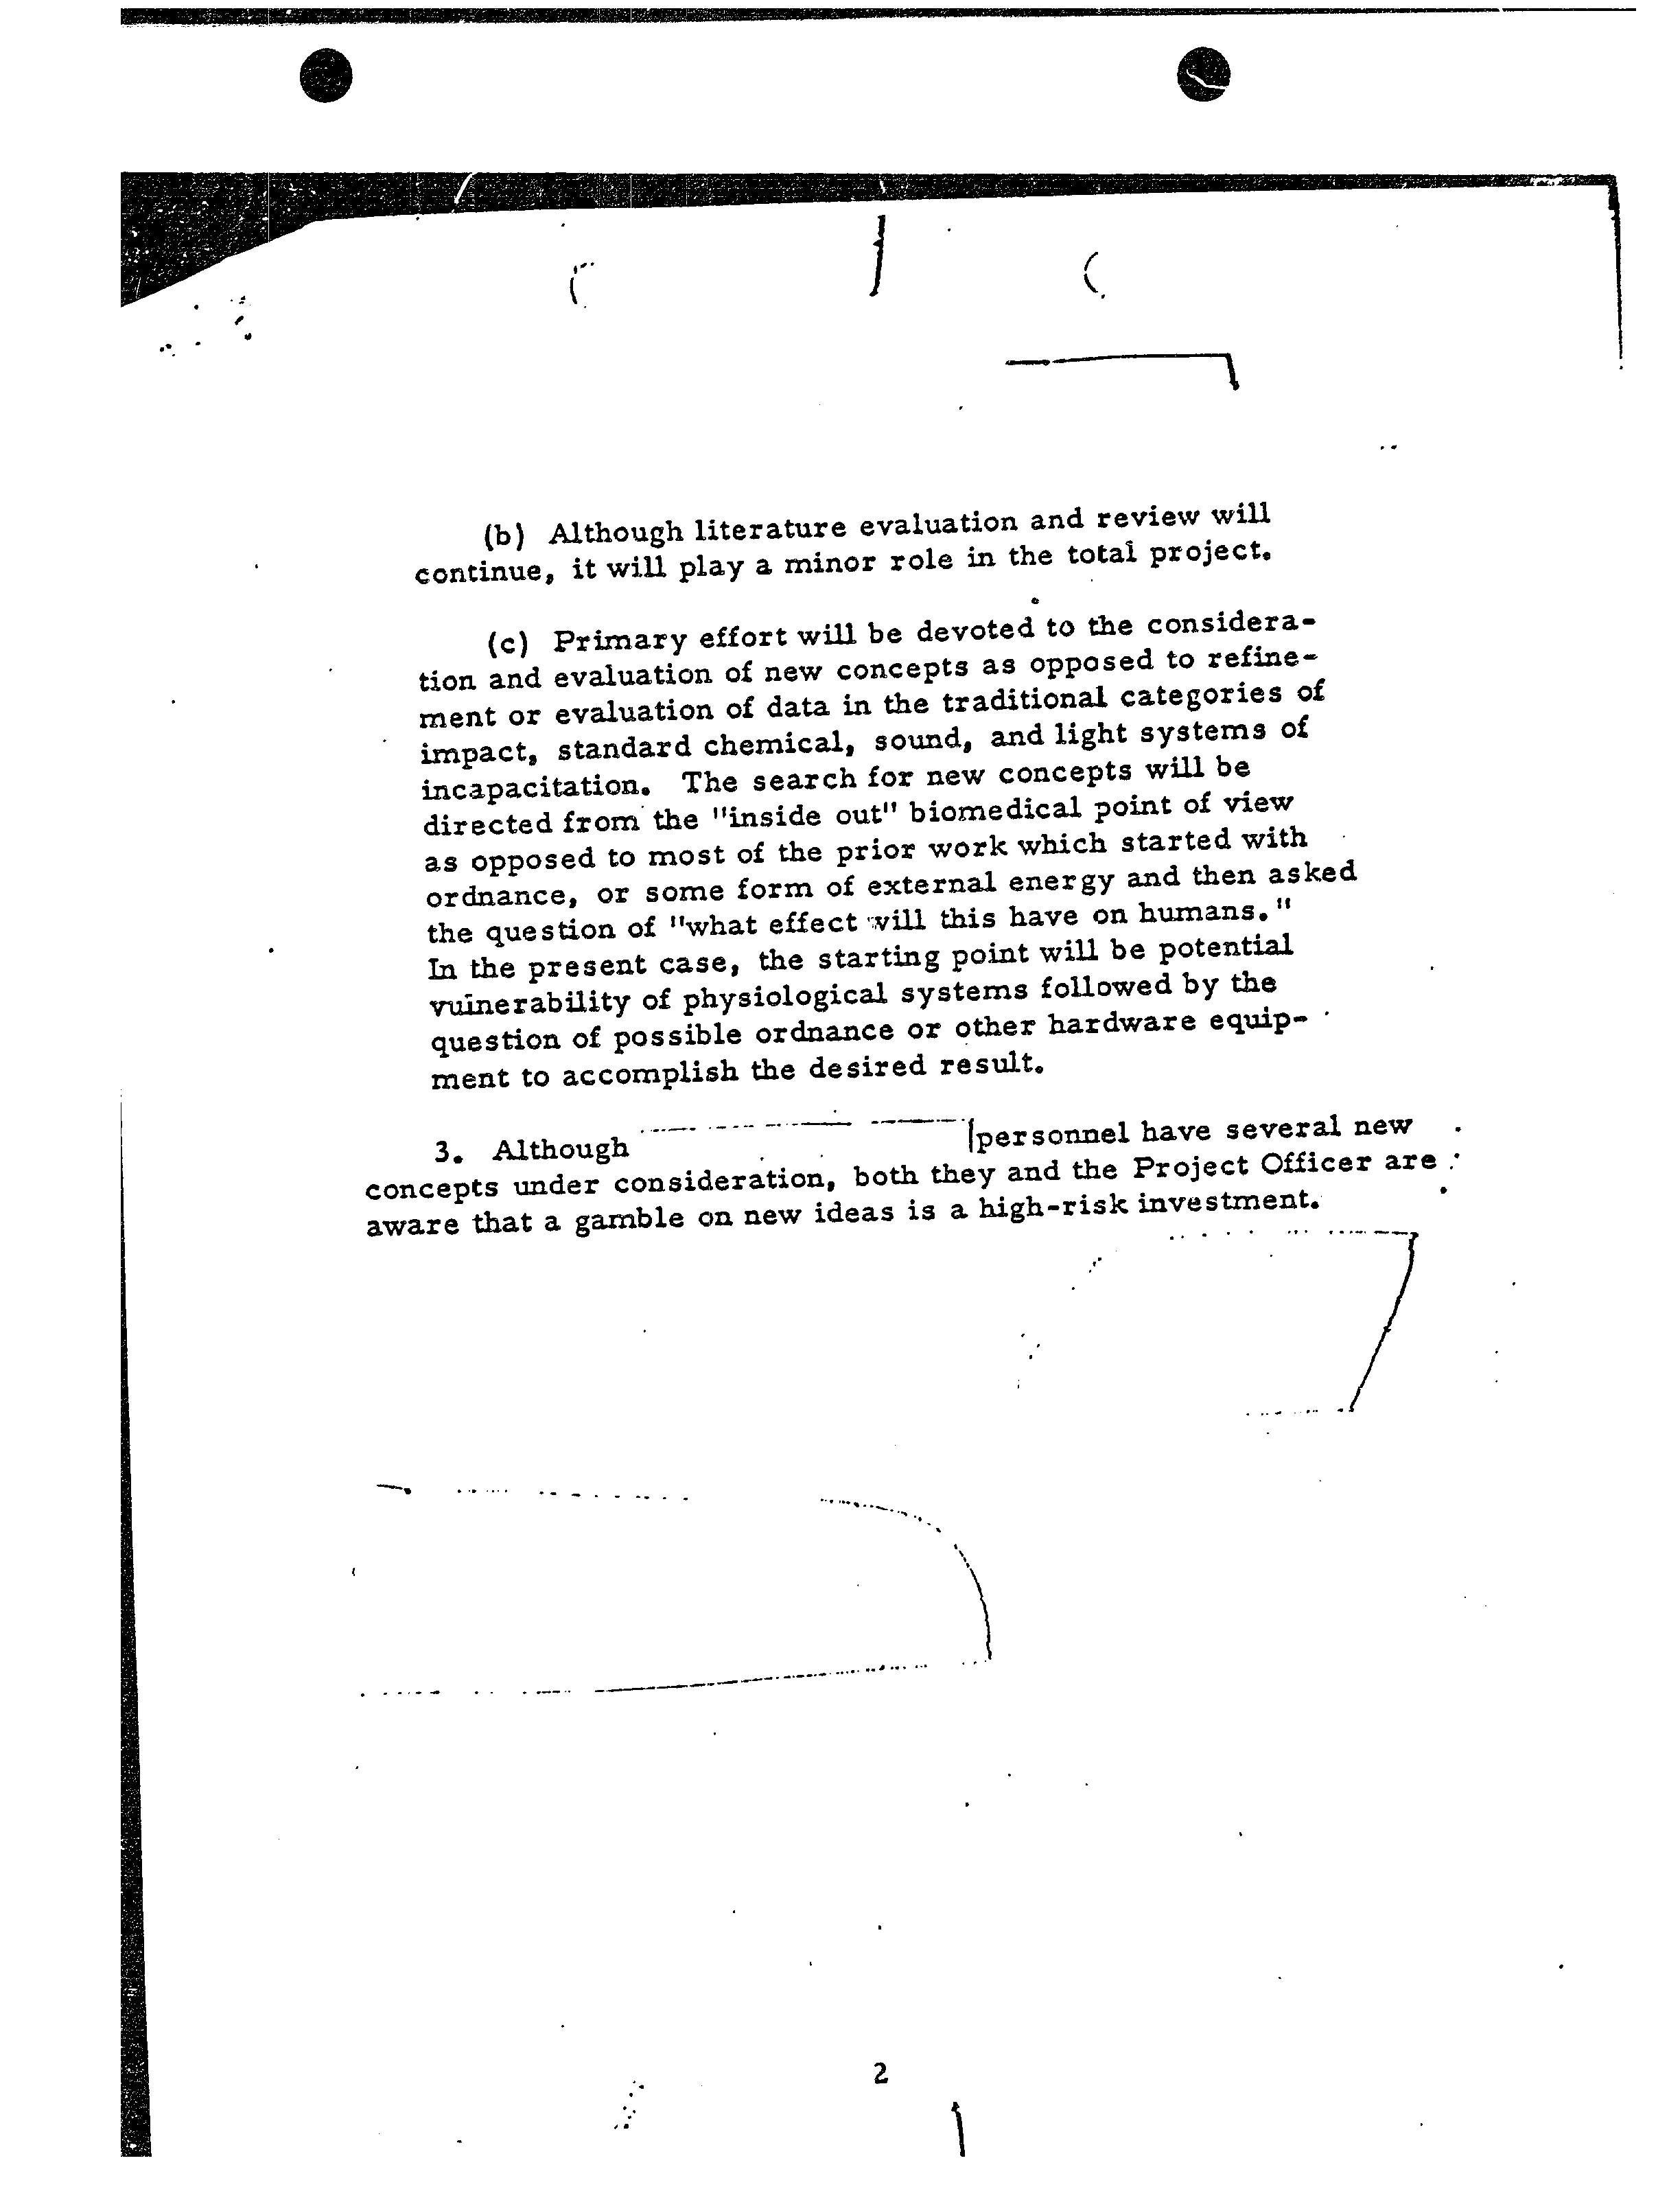 (b) Although literature evaluation and review will
continue, it will play a minor role in the total project.
(c) Primary effort will be devoted to the considera-
tion and evaluation of new concepts as opposed to refine-
ment or evaluation of data in the traditional categories of
impact, standard chemical, sound, and light systems of
incapacitation. The search for new concepts will be
directed from the "inside out" biomedical point of view
as opposed to most of the prior work which started with
ordnance, or some form of external energy and then asked
the question of "what effect will this have on humans."
In the present case, the starting point will be potential
vulnerability of physiological systems followed by the
question of possible ordnance or other hardware equip-
ment to accomplish the desired result.
3. Although personnel have several new
concepts under consideration, both they and the Project Officer are
aware that a gamble on new ideas is a high-risk investment.
2